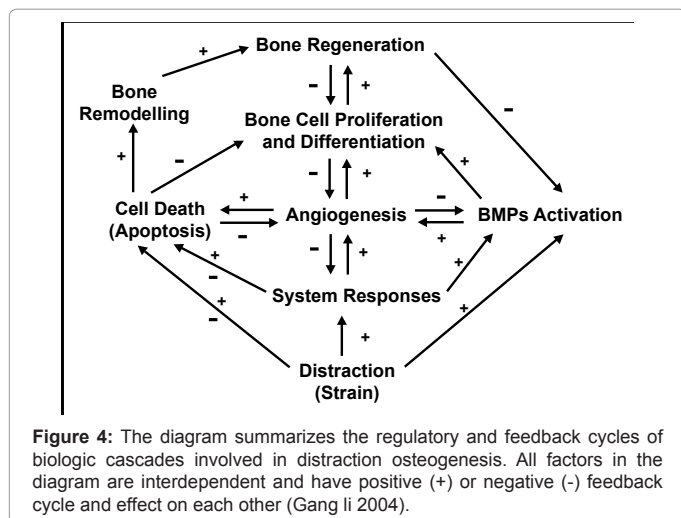 Bone Regeneration
+
- +
Bone
Remodelling
-
Bone Cell Proliferation
and Differentiation
+
-
+
- +
Cell Death
(Apoptosis)
+
-
Angiogenesis
-
+
BMPs Activation
+
-
- +
+
System Responses
+
-
+
+
Distraction
(Strain)
Figure 4: The diagram summarizes the regulatory and feedback cycles of
biologic cascades involved in distraction osteogenesis. All factors in the
diagram are interdependent and have positive (+) or negative (-) feedback
cycle and effect on each other (Gang li 2004).